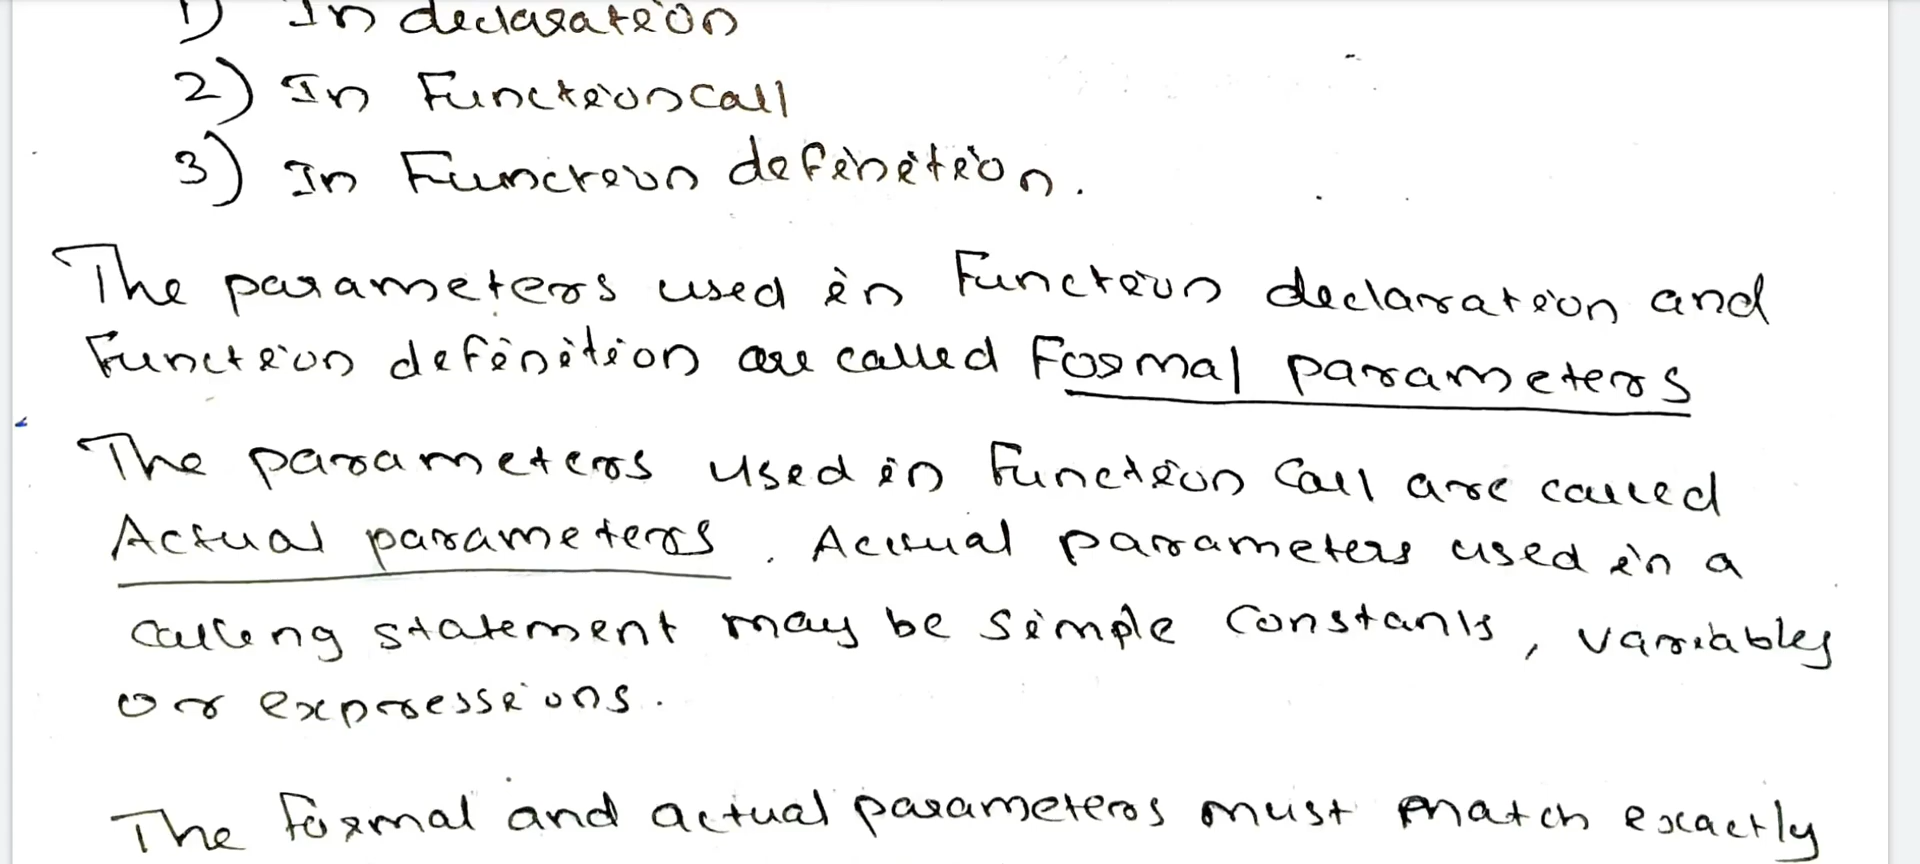 1) In declaration
2) In Function call
3) In Function definition.
The parameters used in Function declaration and
Function definition are called Formal parameters
The parameters used in Function Call are called
Actual parameters. Actual parameters used in a
calling statement may be simple constants, variables
or expressions.
The formal and actual parameters must match exactly